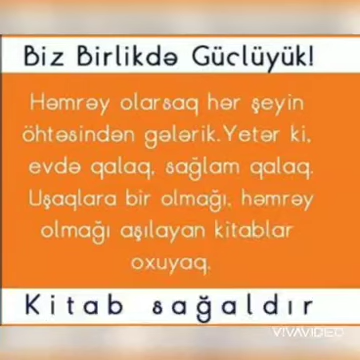 Biz Birlikdə Güclüyük!
Həmrəy olarsaq hər şeyin
öhtəsindən gələrik.Yetər ki,
evdə qalaq, sağlam qalaq.
Uşaqlara bir olmağı, həmrəy
olmağı aşılayan kitablar
oxuyaq.
Kitab sağaldır
VIVAVIDEO